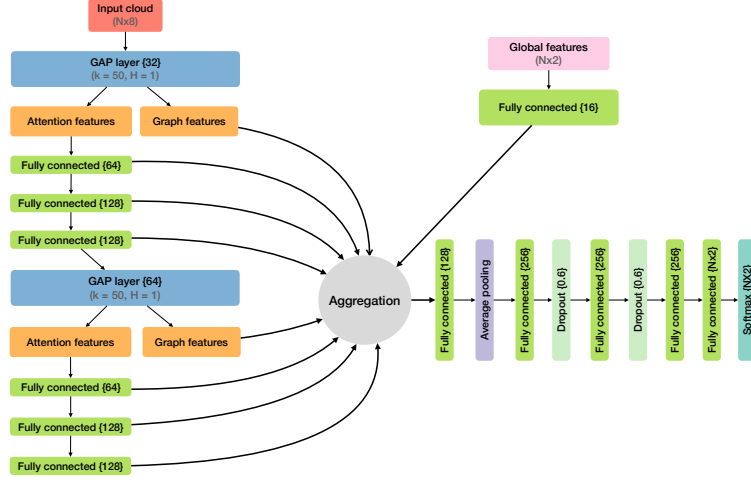 Input cloud
(Nx8)
GAP layer {32}
(k = 50, H = 1)
Attention features
Graph features
Fully connected {64}
Fully connected {128}
Fully connected {128}
GAP layer {64}
(k = 50, H = 1)
Attention features
Graph features
Fully connected {64}
Fully connected {128}
Fully connected {128}
Global features
(Nx2)
Fully connected {16}
Aggregation
Fully connected {128}
Average pooling
Fully connected {256}
Dropout {0.6}
Fully connected {256}
Dropout {0.6}
Fully connected {256}
Fully connected {Nx2}
Softmax {NX2}